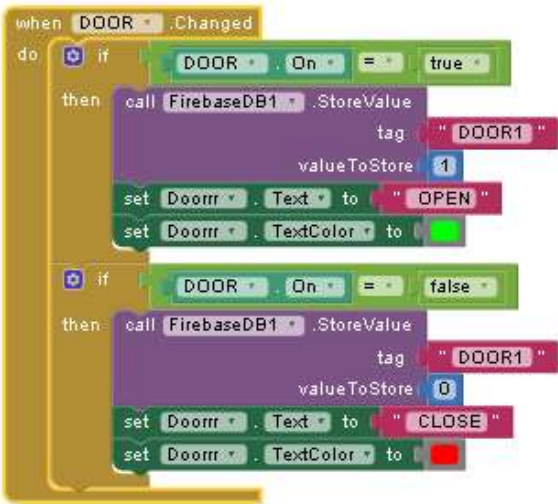 when DOOR .Changed
do if DOOR . On = true
then call FirebaseDB1 .StoreValue
tag " DOOR1 "
valueToStore 1
set Doorrr . Text to " OPEN "
set Doorrr . TextColor to
if DOOR . On = false
then call FirebaseDB1 .StoreValue
tag " DOOR1 "
valueToStore 0
set Doorrr . Text to " CLOSE "
set Doorrr . TextColor to